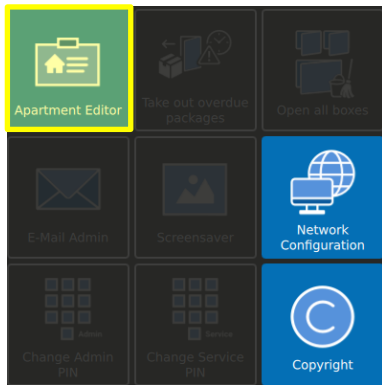 Apartment Editor
Take out overdue
packages
Open all boxes
E-Mail Admin
Screensaver
Network
Configuration
Admin
Change Admin
PIN
Service
Change Service
PIN
Copyright